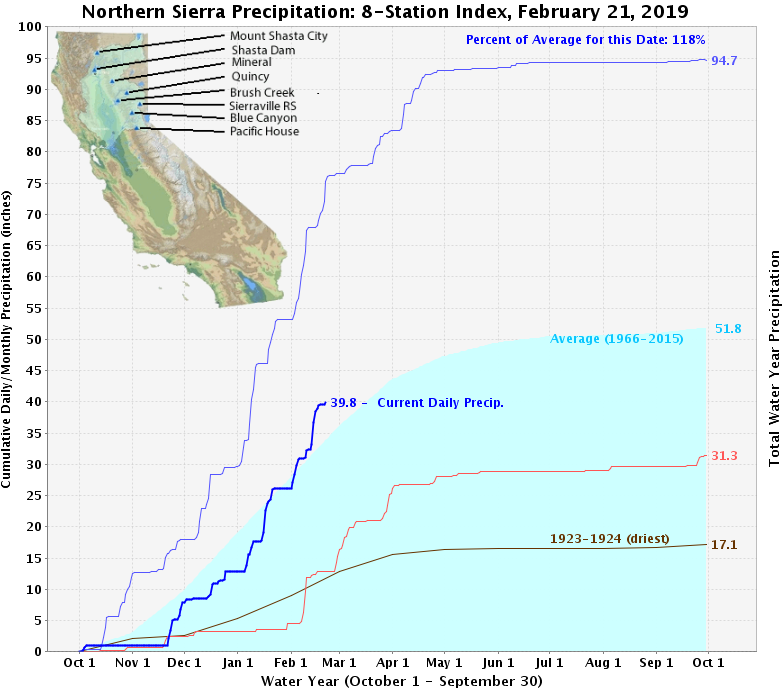 Northern Sierra Precipitation: 8-Station Index, February 21, 2019
Percent of Average for this Date: 118%
Mount Shasta City
Shasta Dam
Mineral
Quincy
Brush Creek
Sierraville RS
Blue Canyon
Pacific House
94.7
Average (1966-2015)
51.8
39.8 - Current Daily Precip.
31.3
1923-1924 (driest)
17.1
Cumulative Daily/Monthly Precipitation (inches)
100
95
90
85
80
75
70
65
60
55
50
45
40
35
30
25
20
15
10
5
0
Total Water Year Precipitation
Oct 1 Nov 1 Dec 1 Jan 1 Feb 1 Mar 1 Apr 1 May 1 Jun 1 Jul 1 Aug 1 Sep 1 Oct 1
Water Year (October 1 - September 30)